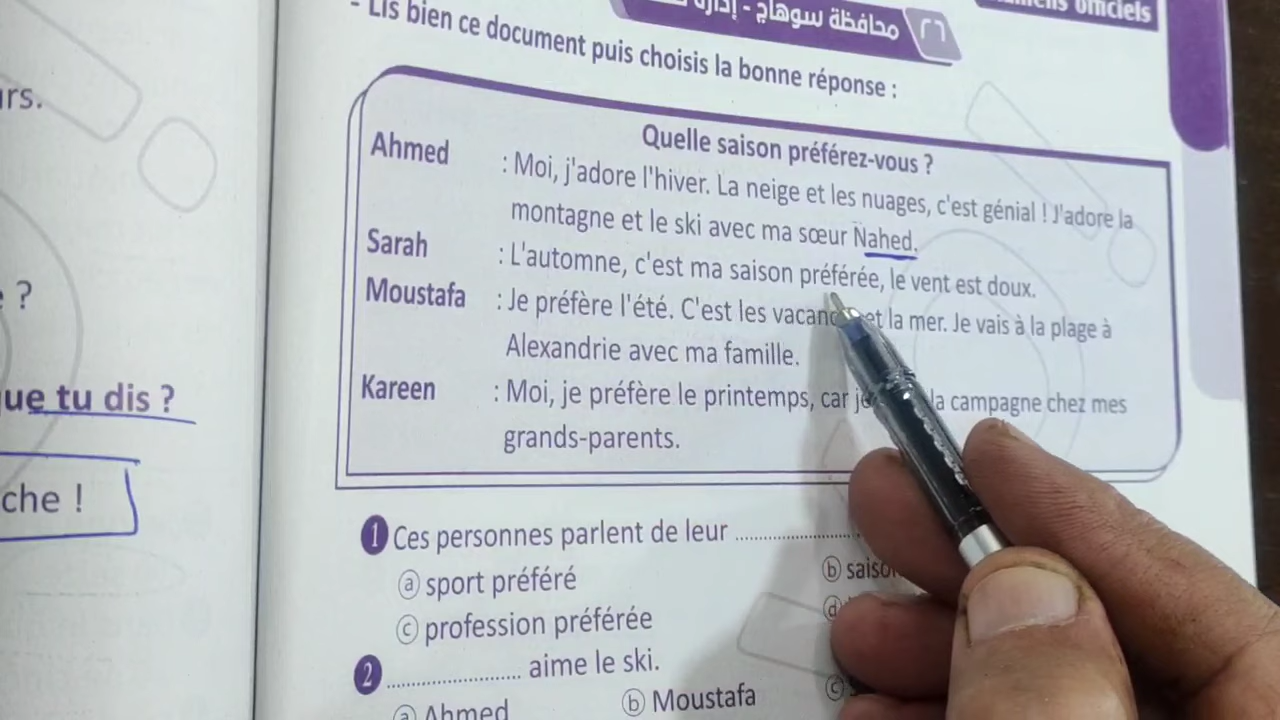 officiels
٢٦ محافظة سوهاج - إدارة
- Lis bien ce document puis choisis la bonne réponse :
Quelle saison préférez-vous ?
Ahmed : Moi, j'adore l'hiver. La neige et les nuages, c'est génial ! J'adore la
montagne et le ski avec ma sœur Nahed.
Sarah : L'automne, c'est ma saison préférée, le vent est doux.
Moustafa : Je préfère l'été. C'est les et la mer. Je vais à la plage à
Alexandrie avec ma famille.
Kareen : Moi, je préfère le printemps, car la campagne chez mes
grands-parents.
1 Ces personnes parlent de leur ....................
a sport préféré
b
c profession préférée
d
2 .................... aime le ski.
a Ahmed b Moustafa c
rs.
?
que tu dis ?
che !